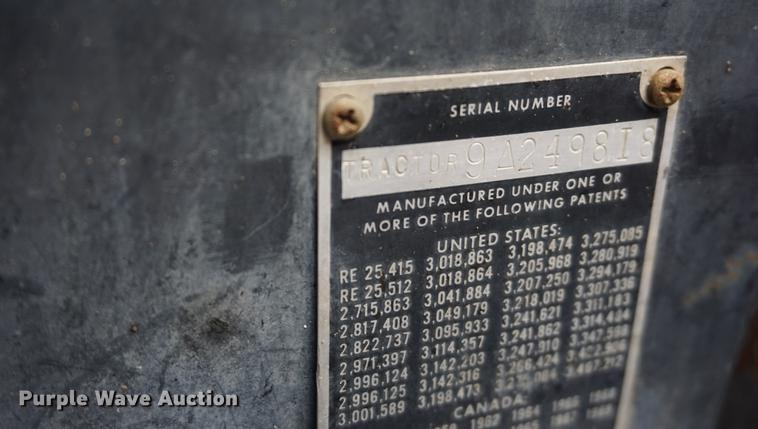 SERIAL NUMBER
TRACTOR 9A249818
MANUFACTURED UNDER ONE OR
MORE OF THE FOLLOWING PATENTS
UNITED STATES:
RE 25,415 3,018,863 3,198,474 3,275,085
RE 25,512 3,018,864 3,205,968 3,280,919
2,715,863 3,041,884 3,207,250 3,294,179
2,817,408 3,049,179 3,218,019 3,307,336
2,822,737 3,095,933 3,241,621 3,311,183
2,971,397 3,114,357 3,241,862
2,996,124 3,142,203 3,247,910
2,996,125 3,142,316 3,266,424
3,001,589 3,198,473
CANADA:
Purple Wave Auction